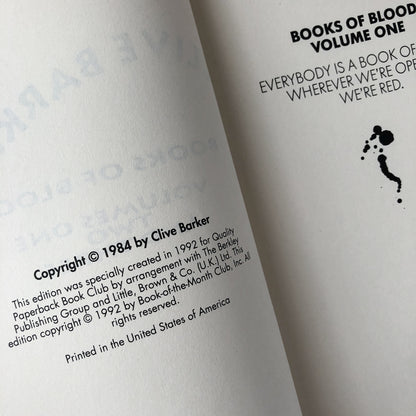 Copyright © 1984 by Clive Barker
This edition was specially created in 1992 for Quality
Paperback Book Club by arrangement with The Berkley
Publishing Group and Little, Brown & Co. (U.K.) Ltd. This
edition copyright © 1992 by Book-of-the-Month Club, Inc. All
rights reserved.
Printed in the United States of America
BOOKS OF BLOOD
VOLUME ONE
EVERYBODY IS A BOOK OF
WHEREVER WE'RE OPE
WE'RE RED.